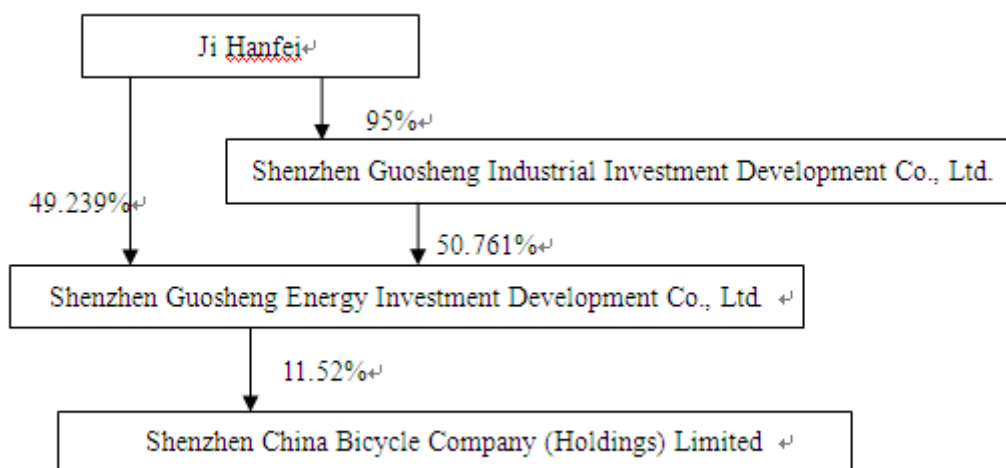 Ji Hanfei↵
95%↵
Shenzhen Guosheng Industrial Investment Development Co., Ltd.
49.239%↵
50.761%↵
Shenzhen Guosheng Energy Investment Development Co., Ltd ↵
11.52%↵
Shenzhen China Bicycle Company (Holdings) Limited ↵